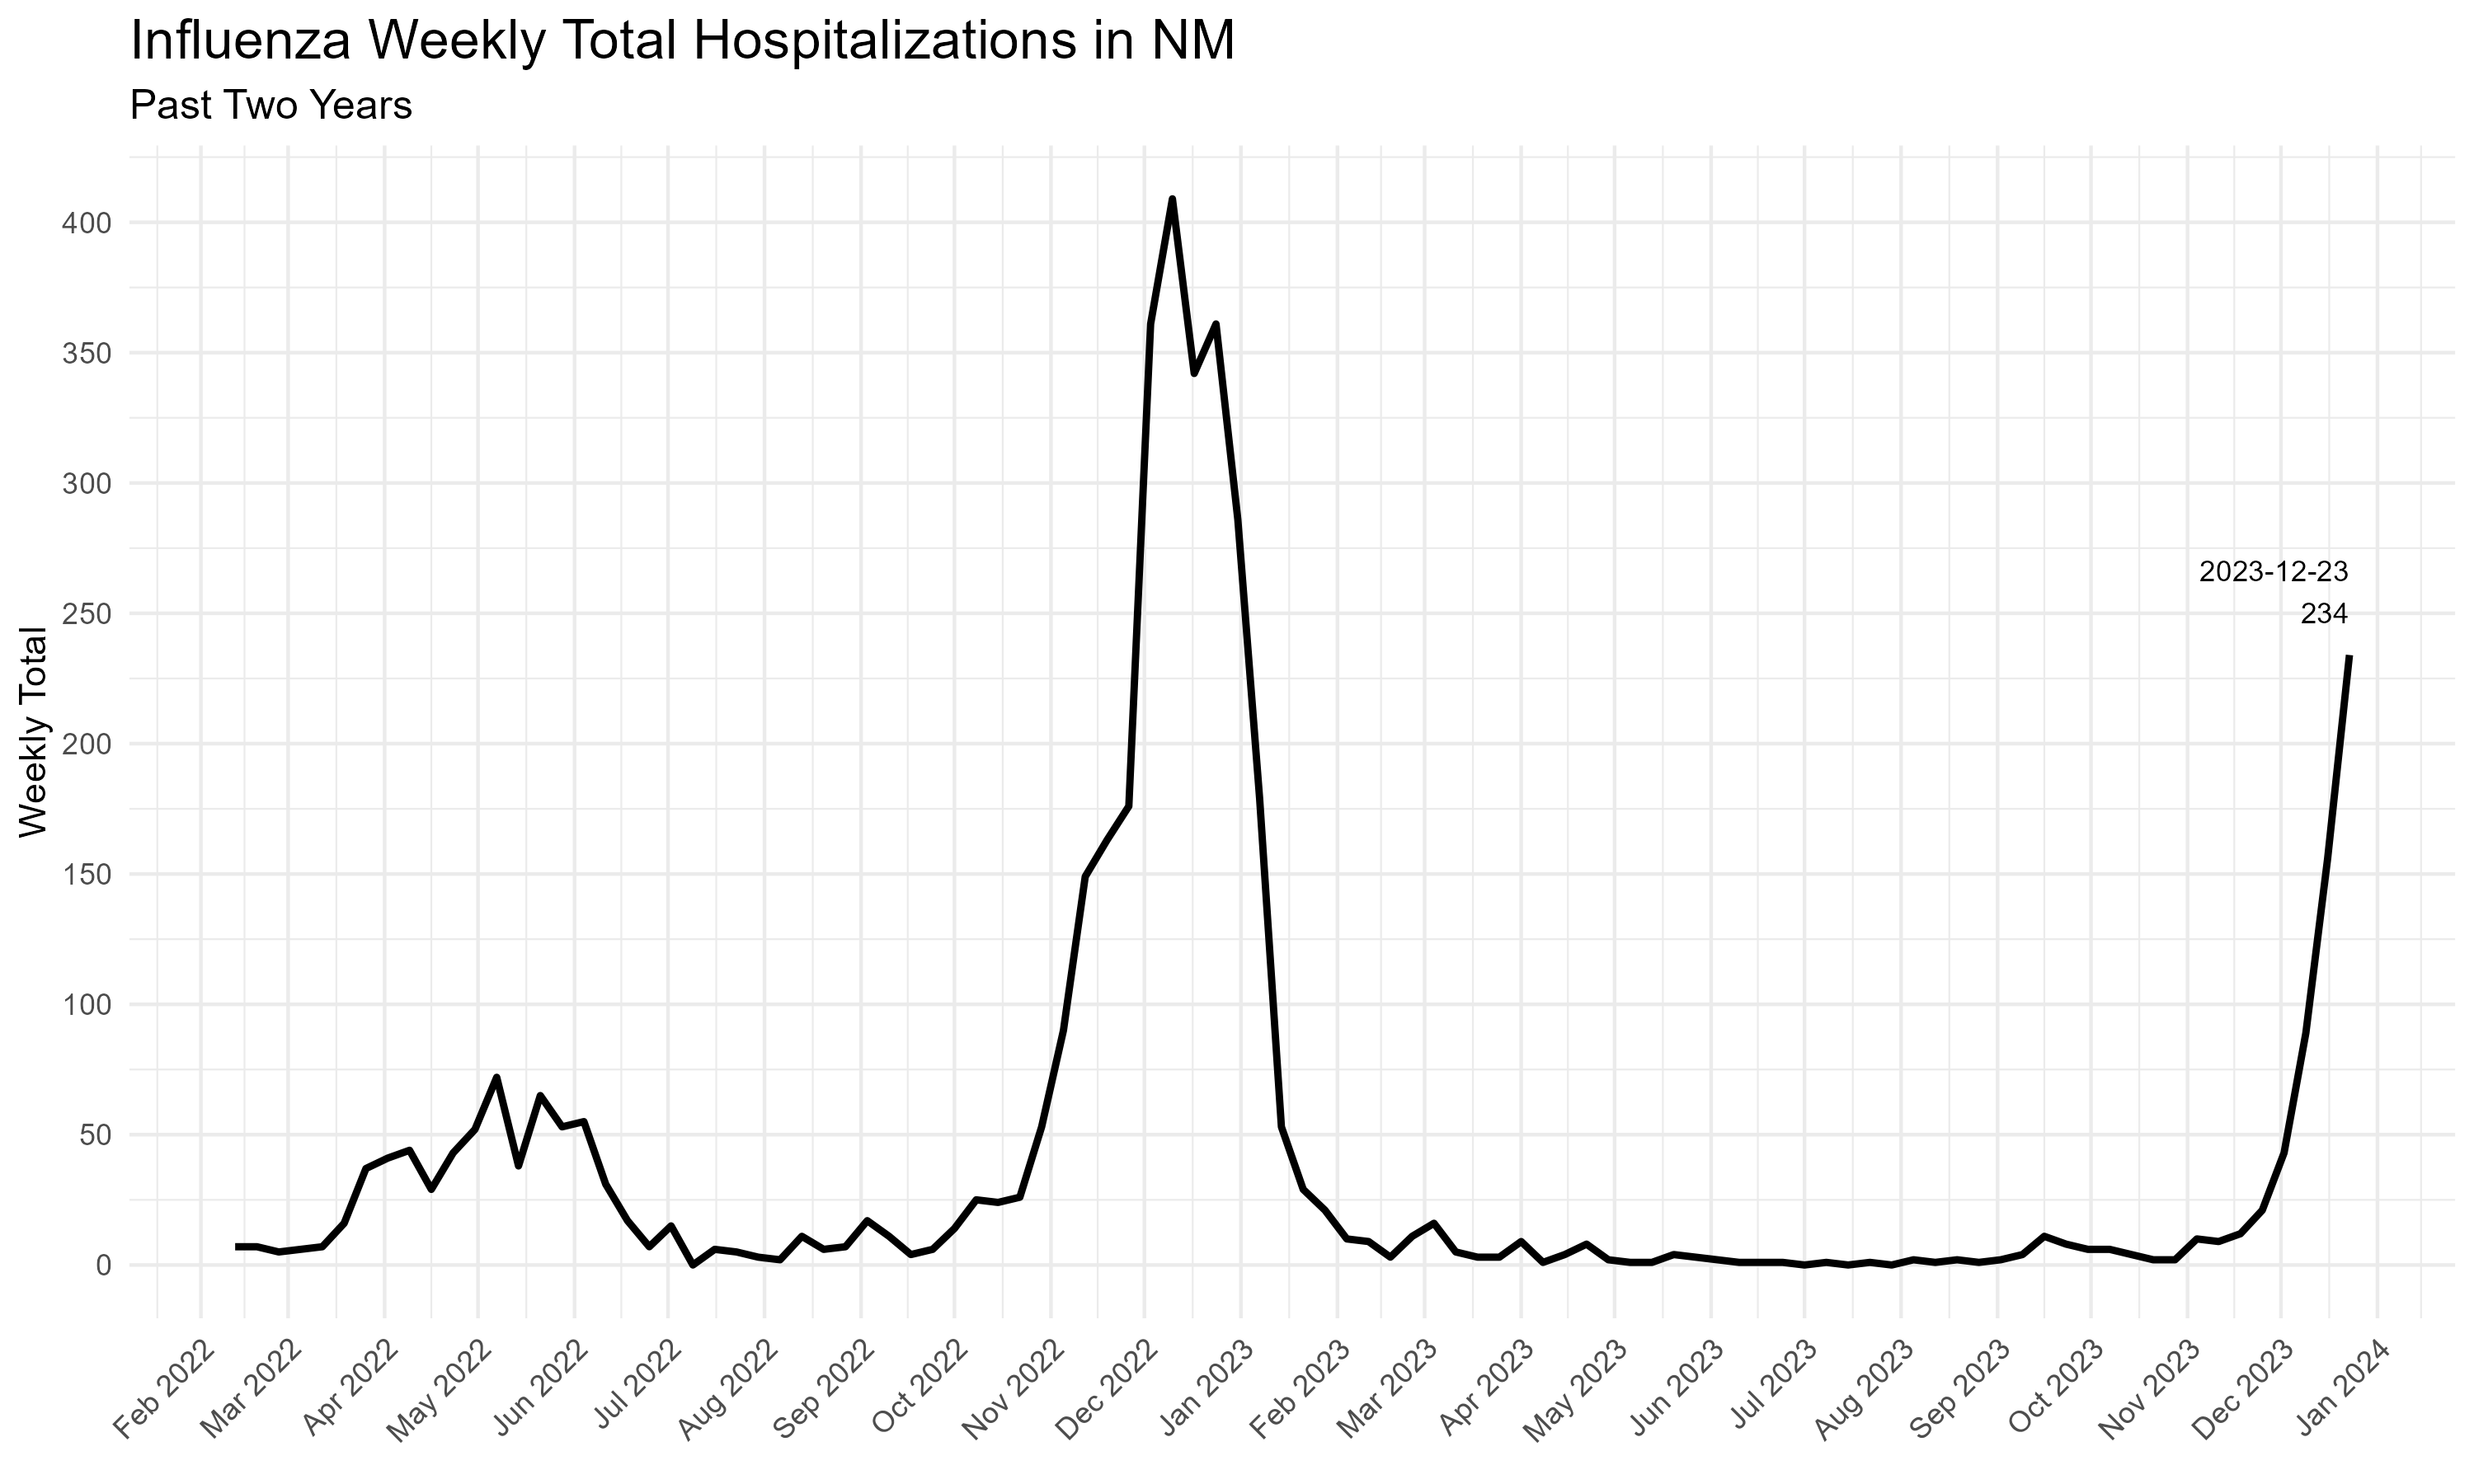 Influenza Weekly Total Hospitalizations in NM
Past Two Years
Weekly Total
400
350
300
250
200
150
100
50
0
2023-12-23
234
Feb 2022
Mar 2022
Apr 2022
May 2022
Jun 2022
Jul 2022
Aug 2022
Sep 2022
Oct 2022
Nov 2022
Dec 2022
Jan 2023
Feb 2023
Mar 2023
Apr 2023
May 2023
Jun 2023
Jul 2023
Aug 2023
Sep 2023
Oct 2023
Nov 2023
Dec 2023
Jan 2024